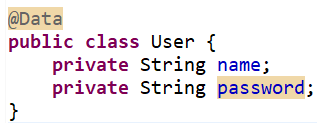 @Data
public class User {
    private String name;
    private String password;
}